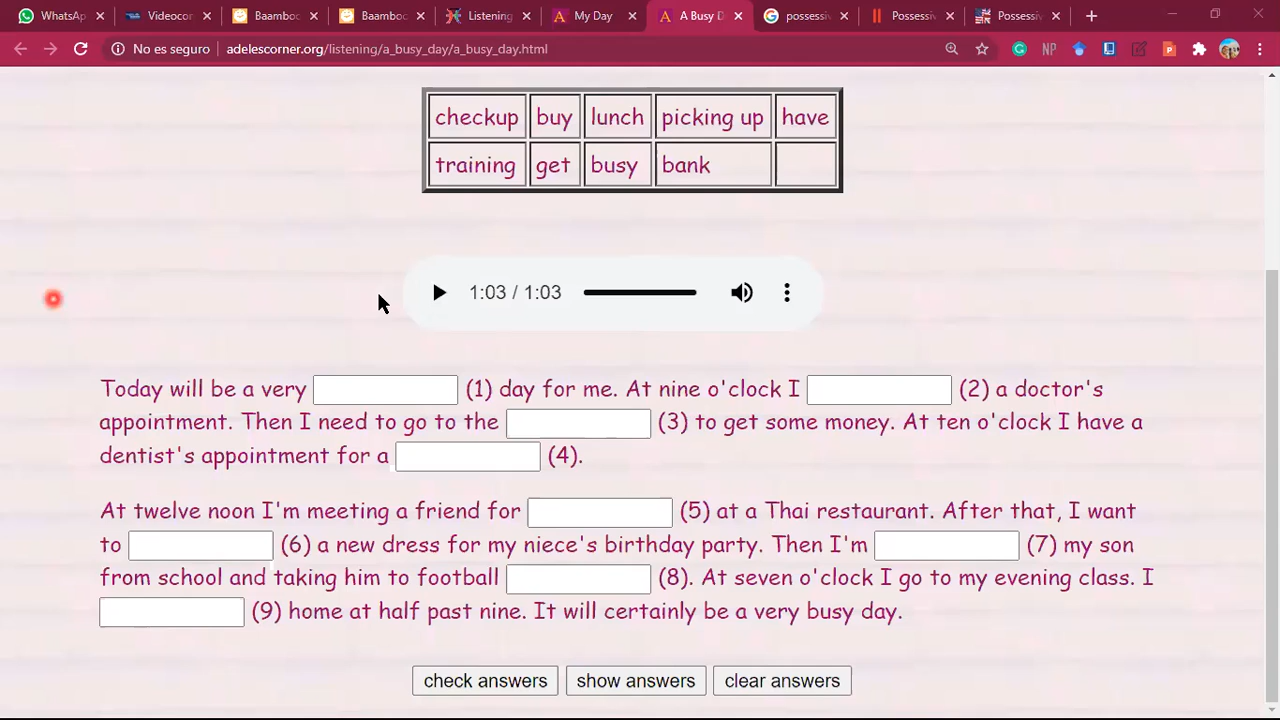 WhatsAp
Videocor
Baamboc
Baamboc
Listening
My Day
A Busy D
possessiv
Possessiv
Possessiv
No es seguro
adelescorner.org/listening/a_busy_day/a_busy_day.html
NP
checkup buy lunch picking up have
training get busy bank
1:03 / 1:03
Today will be a very (1) day for me. At nine o'clock I (2) a doctor's
appointment. Then I need to go to the (3) to get some money. At ten o'clock I have a
dentist's appointment for a (4).
At twelve noon I'm meeting a friend for (5) at a Thai restaurant. After that, I want
to (6) a new dress for my niece's birthday party. Then I'm (7) my son
from school and taking him to football (8). At seven o'clock I go to my evening class. I
(9) home at half past nine. It will certainly be a very busy day.
check answers show answers clear answers